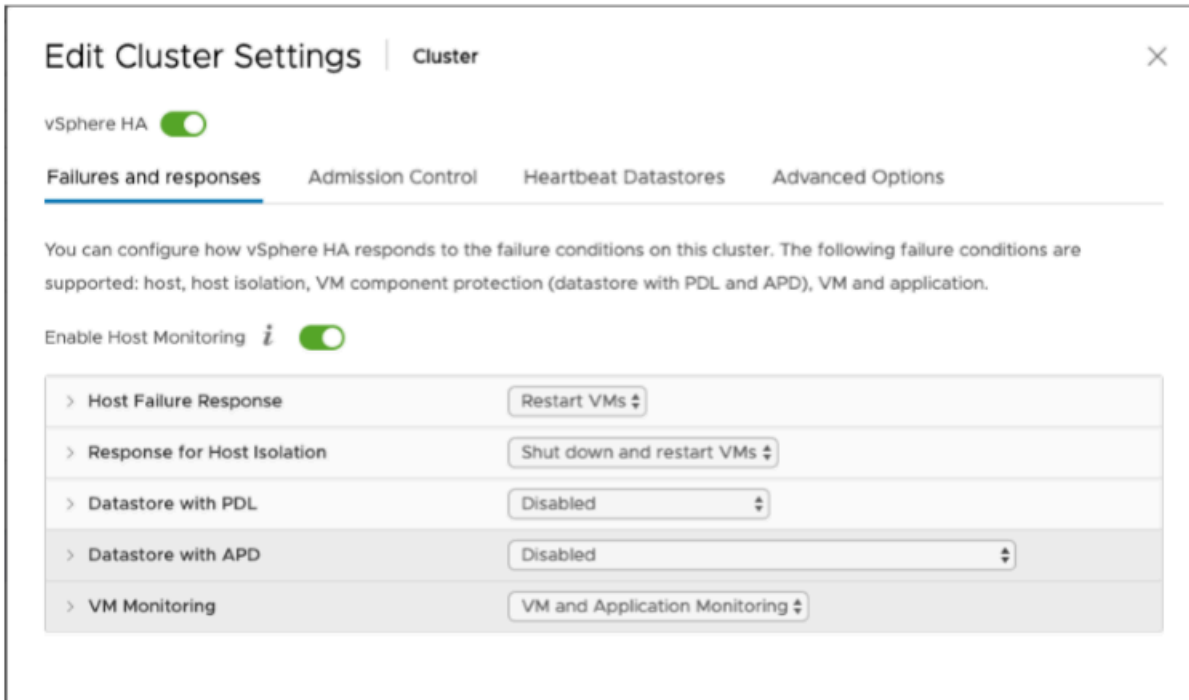 Edit Cluster Settings Cluster
vSphere HA
Failures and responses Admission Control Heartbeat Datastores Advanced Options
You can configure how vSphere HA responds to the failure conditions on this cluster. The following failure conditions are
supported: host, host isolation, VM component protection (datastore with PDL and APD), VM and application.
Enable Host Monitoring i
Host Failure Response Restart VMs
Response for Host Isolation Shut down and restart VMs
Datastore with PDL Disabled
Datastore with APD Disabled
VM Monitoring VM and Application Monitoring